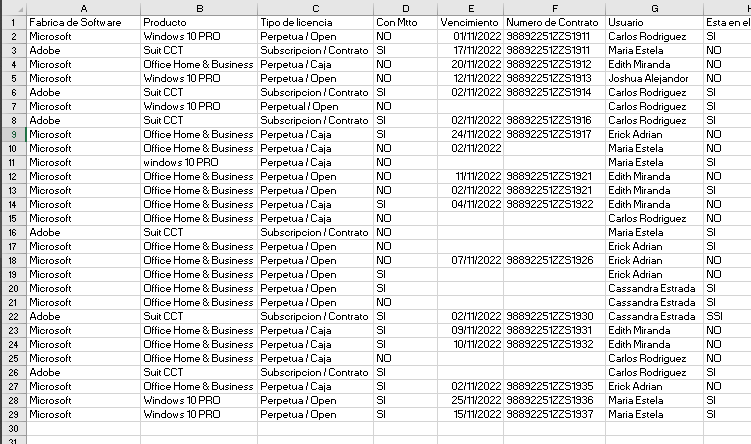 A B C D E F G H
1 Fabrica de Software Producto Tipo de licencia Con Mtto Vencimiento Numero de Contrato Usuario Esta en el
2 Microsoft Windows 10 PRO Perpetua / Open NO 01/11/2022 98892251ZZS1911 Carlos Rodriguez SI
3 Adobe Suit CCT Subscripcion / Contrato SI 17/11/2022 98892251ZZS1911 Maria Estela NO
4 Microsoft Office Home & Business Perpetua / Caja NO 20/11/2022 98892251ZZS1912 Edith Miranda NO
5 Microsoft Windows 10 PRO Perpetua / Open NO 12/11/2022 98892251ZZS1913 Joshua Alejandor NO
6 Adobe Suit CCT Subscripcion / Contrato SI 02/11/2022 98892251ZZS1914 Carlos Rodriguez SI
7 Microsoft Windows 10 PRO Perpetual / Open NO Carlos Rodriguez SI
8 Adobe Suit CCT Subscripcion / Contrato SI 02/11/2022 98892251ZZS1916 Carlos Rodriguez SI
9 Microsoft Office Home & Business Perpetua / Caja SI 24/11/2022 98892251ZZS1917 Erick Adrian NO
10 Microsoft Office Home & Business Perpetua / Caja NO 02/11/2022 Maria Estela NO
11 Microsoft windows 10 PRO Perpetua / Caja NO Maria Estela SI
12 Microsoft Office Home & Business Perpetua / Open NO 11/11/2022 98892251ZZS1921 Edith Miranda NO
13 Microsoft Office Home & Business Perpetua / Open NO 02/11/2022 98892251ZZS1921 Edith Miranda SI
14 Microsoft Office Home & Business Perpetua / Caja SI 04/11/2022 98892251ZZS1922 Edith Miranda NO
15 Microsoft Office Home & Business Perpetua / Caja NO Carlos Rodriguez NO
16 Adobe Suit CCT Subscripcion / Contrato NO Maria Estela SI
17 Microsoft Office Home & Business Perpetua / Open NO Erick Adrian SI
18 Microsoft Office Home & Business Perpetua / Open NO 07/11/2022 98892251ZZS1926 Erick Adrian NO
19 Microsoft Office Home & Business Perpetua / Open SI Erick Adrian NO
20 Microsoft Office Home & Business Perpetua / Open SI Cassandra Estrada SI
21 Microsoft Office Home & Business Perpetua / Open NO Cassandra Estrada SI
22 Adobe Suit CCT Subscripcion / Contrato SI 02/11/2022 98892251ZZS1930 Cassandra Estrada SSI
23 Microsoft Office Home & Business Perpetua / Caja SI 09/11/2022 98892251ZZS1931 Edith Miranda NO
24 Microsoft Office Home & Business Perpetua / Caja SI 10/11/2022 98892251ZZS1932 Edith Miranda NO
25 Microsoft Office Home & Business Perpetua / Caja NO Carlos Rodriguez NO
26 Adobe Suit CCT Subscripcion / Contrato SI Carlos Rodriguez SI
27 Microsoft Office Home & Business Perpetua / Caja SI 02/11/2022 98892251ZZS1935 Erick Adrian NO
28 Microsoft Windows 10 PRO Perpetua / Caja SI 25/11/2022 98892251ZZS1936 Maria Estela SI
29 Microsoft Windows 10 PRO Perpetua / Open SI 15/11/2022 98892251ZZS1937 Maria Estela SI
30
31